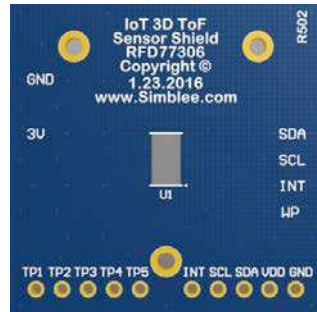 IoT 3D ToF
Sensor Shield
RFD77306
Copyright ©
1.23.2016
www.Simblee.com
R502
GND
3V
SDA
SCL
INT
WP
U1
TP1 TP2 TP3 TP4 TP5
INT SCL SDA VDD GND